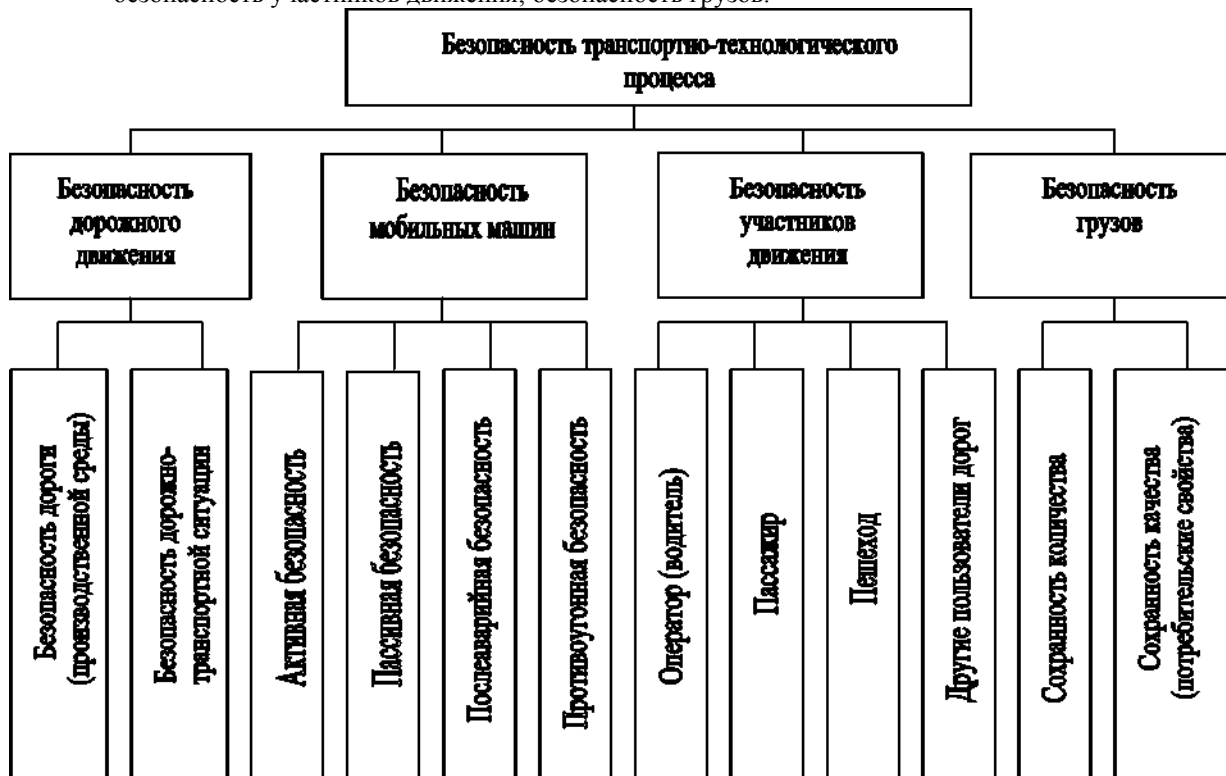 безопасность участников движения, безопасность грузов.
Безопасность транспортно-технологического
процесса
Безопасность
дорожного
движения
Безопасность
мобильных машин
Безопасность
участников
движения
Безопасность
грузов
Безопасность дороги
(производственной среды)
Безопасность дорожно-
транспортной ситуации
Активная безопасность
Пассивная безопасность
Послеаварийная безопасность
Противоугонная безопасность
Оператор (водитель)
Пассажир
Пешеход
Другие пользователи дорог
Сохранность количества
Сохранность качества
(потребительские свойства)